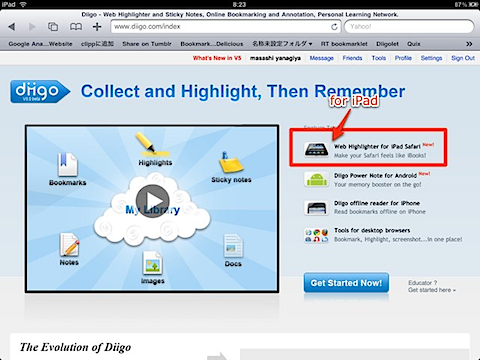 iPad
8:23
87%
Diigo - Web Highlighter and Sticky Notes, Online Bookmarking and Annotation, Personal Learning Network.
www.diigo.com/index
Yahoo!
Google An...Website clippに追加 Share on Tumblr Bookmark...Delicious 名称未設定フォルダ RT bookmarklet Diigolet Quix
What's New in V5 masashi yanagiya Message Friends Tools Settings Sign Out
diigo
V5.0 beta
Collect and Highlight, Then Remember
for iPad
Web Highlighter for iPad Safari New!
Make your Safari feels like iBooks!
Diigo Power Note for Android New!
Your memory booster on the go!
Diigo offline reader for iPhone
Read bookmarks offline on iPhone
Tools for desktop browsers
Bookmark, Highlight, screenshot....in one place!
Highlights
Bookmarks
Sticky notes
My Library
Notes
Images
Docs
Get Started Now!
Educator ?
Get started here »
The Evolution of Diigo